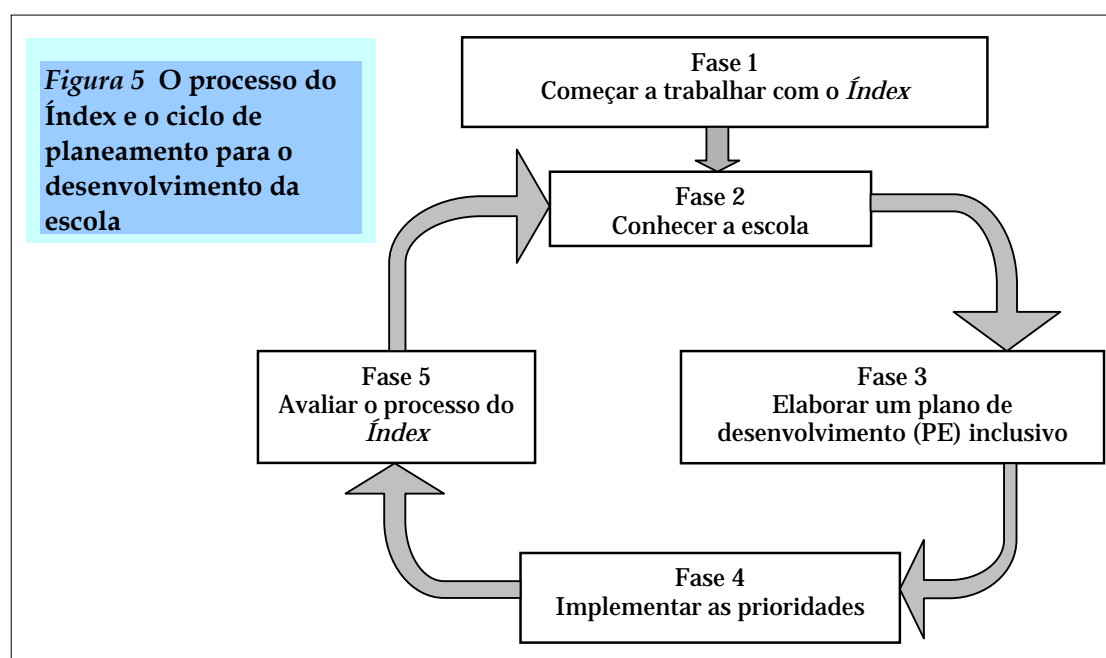 Figura 5 O processo do
Índex e o ciclo de
planeamento para o
desenvolvimento da
escola
Fase 1
Começar a trabalhar com o Índex
Fase 2
Conhecer a escola
Fase 3
Elaborar um plano de
desenvolvimento (PE) inclusivo
Fase 4
Implementar as prioridades
Fase 5
Avaliar o processo do
Índex